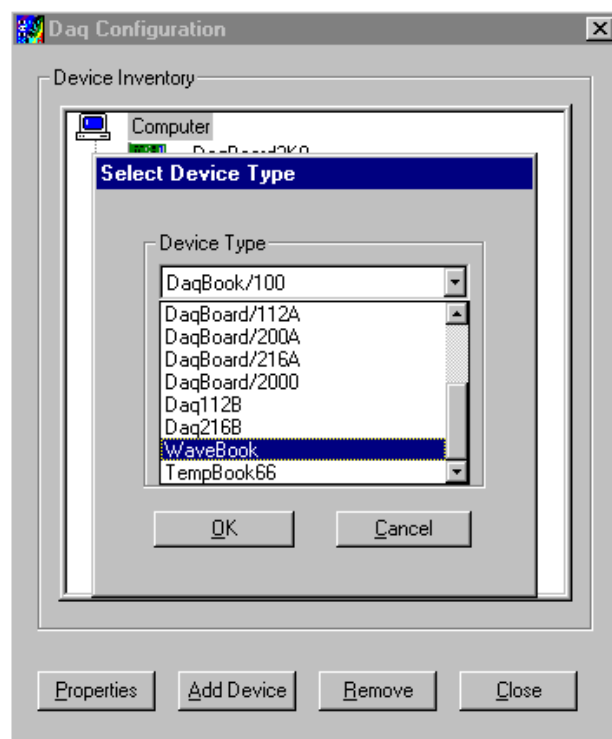 Daq Configuration
Device Inventory
Computer
DaqBoard2K0
Select Device Type
Device Type
DaqBook/100
DaqBoard/112A
DaqBoard/200A
DaqBoard/216A
DaqBoard/2000
Daq112B
Daq216B
WaveBook
TempBook66
OK
Cancel
Properties
Add Device
Remove
Close